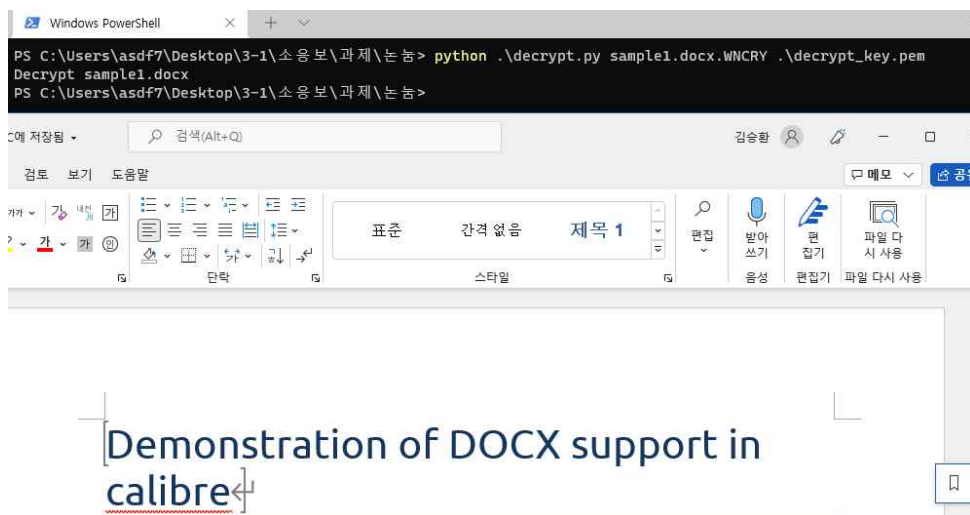 Windows PowerShell
PS C:\Users\asdf7\Desktop\3-1\소응보\과제\논눔> python .\decrypt.py sample1.docx.WNCRY .\decrypt_key.pem
Decrypt sample1.docx
PS C:\Users\asdf7\Desktop\3-1\소응보\과제\논눔>
C에 저장됨
검색(Alt+Q)
김승환
검토 보기 도움말
메모
공유
가 가 가
표준 간격 없음 제목 1
편집
받아쓰기
편집기
파일 다시 사용
단락 스타일 음성 편집기 파일 다시 사용
Demonstration of DOCX support in
calibre